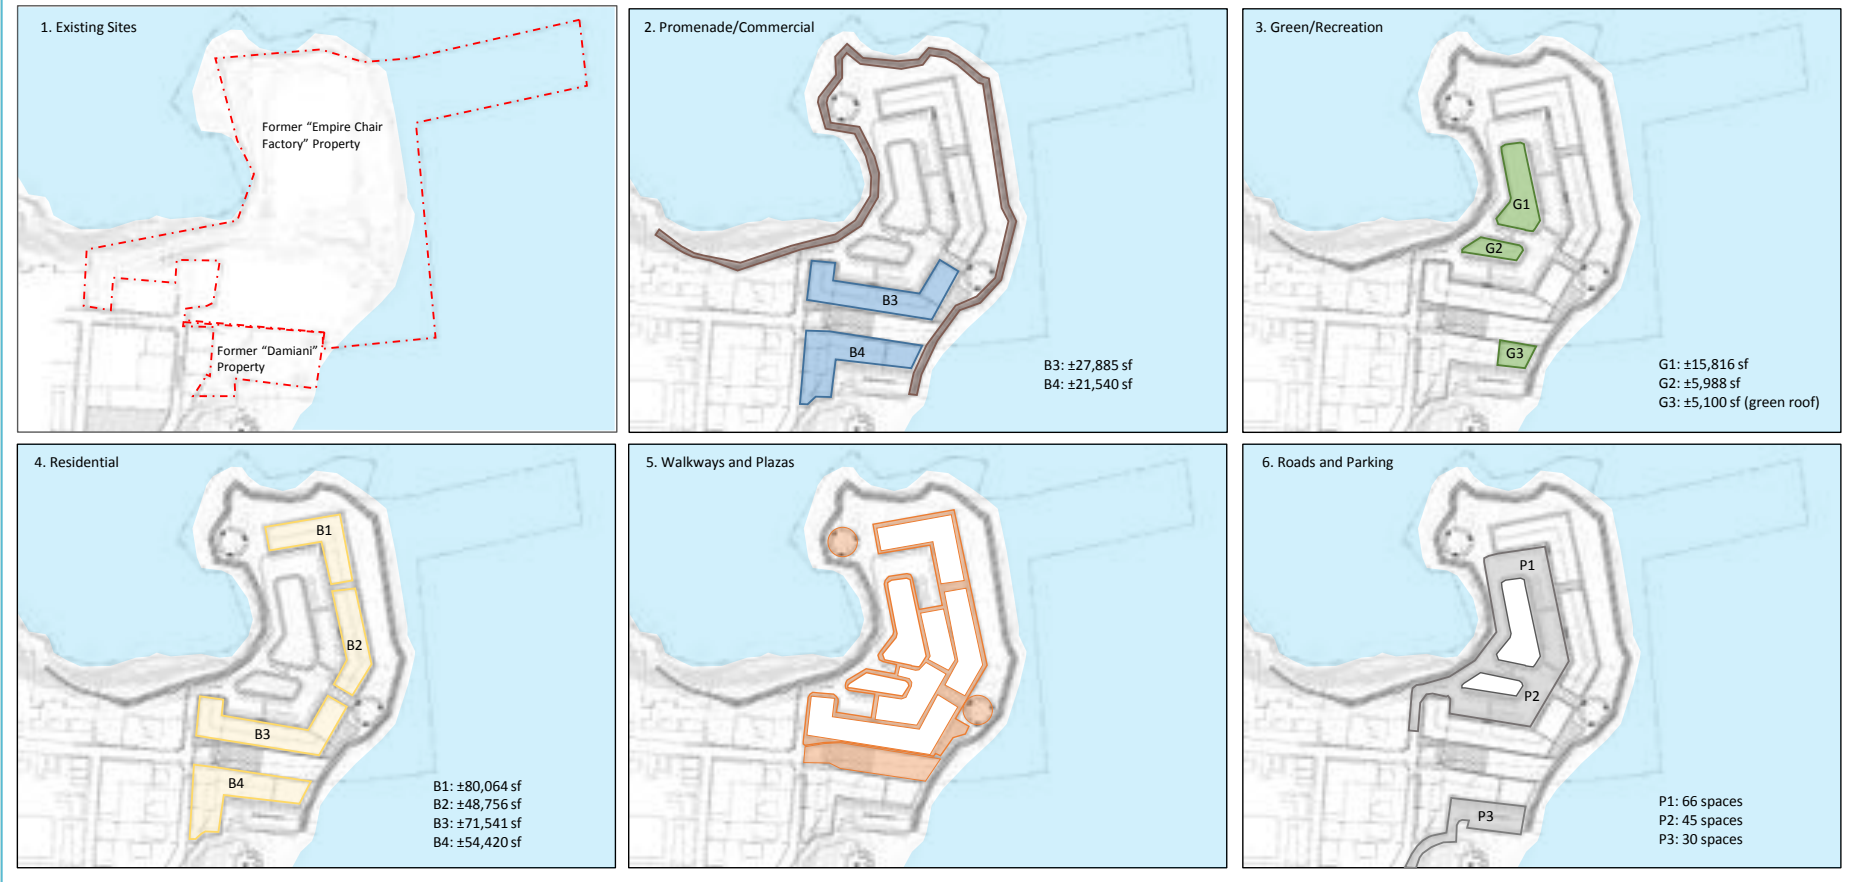 1. Existing Sites
Former “Empire Chair
Factory” Property
Former “Damiani”
Property
2. Promenade/Commercial
B3
B4
B3: ±27,885 sf
B4: ±21,540 sf
3. Green/Recreation
G1
G2
G3
G1: ±15,816 sf
G2: ±5,988 sf
G3: ±5,100 sf (green roof)
4. Residential
B1
B2
B3
B4
B1: ±80,064 sf
B2: ±48,756 sf
B3: ±71,541 sf
B4: ±54,420 sf
5. Walkways and Plazas
6. Roads and Parking
P1
P2
P3
P1: 66 spaces
P2: 45 spaces
P3: 30 spaces